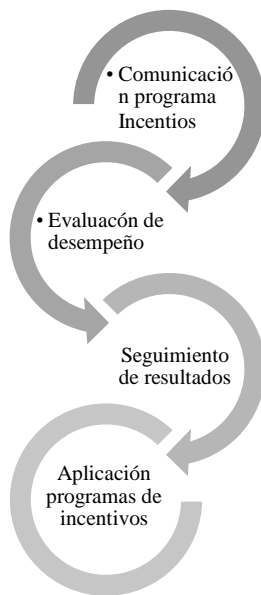 • Comunicació
n programa
Incentios
• Evaluacón de
desempeño
Seguimiento
de resultados
Aplicación
programas de
incentivos